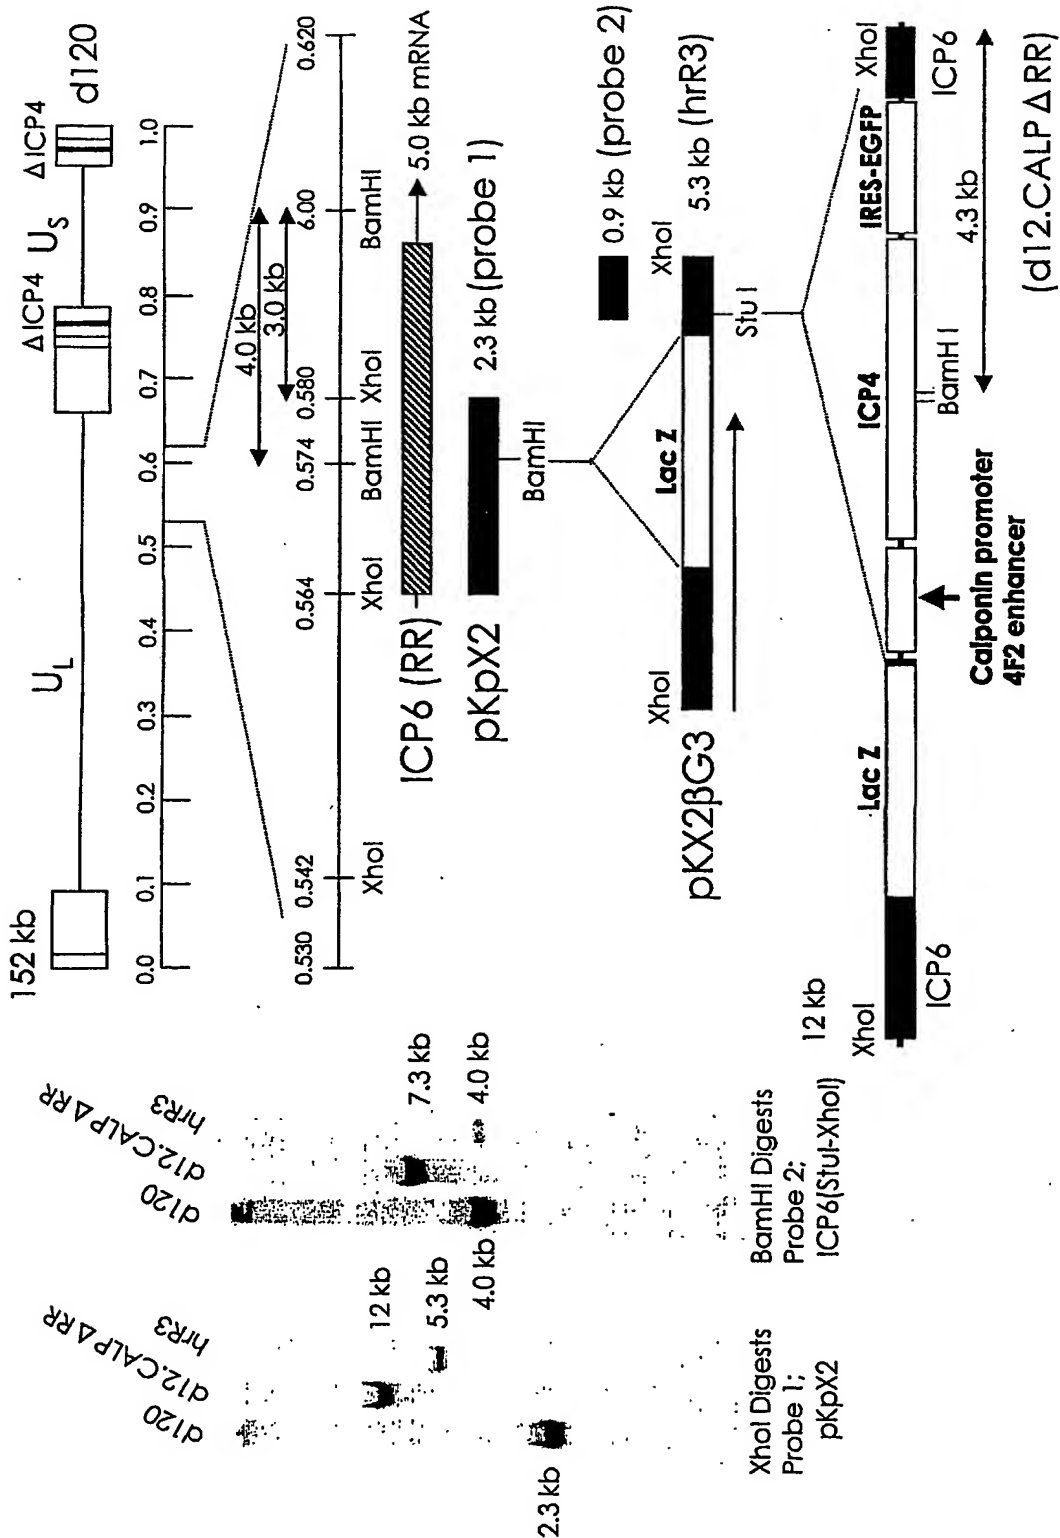 152 kb
U_L
ΔICP4
U_S
ΔICP4
d120
0.0 0.1 0.2 0.3 0.4 0.5 0.6 0.7 0.8 0.9 1.0
4.0 kb
3.0 kb
0.530 0.542 0.564 0.574 0.580 6.00 0.620
XhoI XhoI BamHI XhoI BamHI
ICP6 (RR)
5.0 kb mRNA
pKpX2
2.3 kb (probe 1)
BamHI
0.9 kb (probe 2)
XhoI
Lac Z
XhoI
pKX2βG3
5.3 kb (hrR3)
Stu I
12 kb
XhoI
Lac Z
ICP4
IRES-EGFP
XhoI
ICP6
Calponin promoter
4F2 enhancer
BamH I
4.3 kb
ICP6
(d12.CALP Δ RR)
d120
d12.CALP Δ RR
hrR3
12 kb
5.3 kb
2.3 kb
XhoI Digests
Probe 1;
pKpX2
d120
d12.CALP Δ RR
hrR3
7.3 kb
4.0 kb
4.0 kb
BamHI Digests
Probe 2;
ICP6(StuI-XhoI)